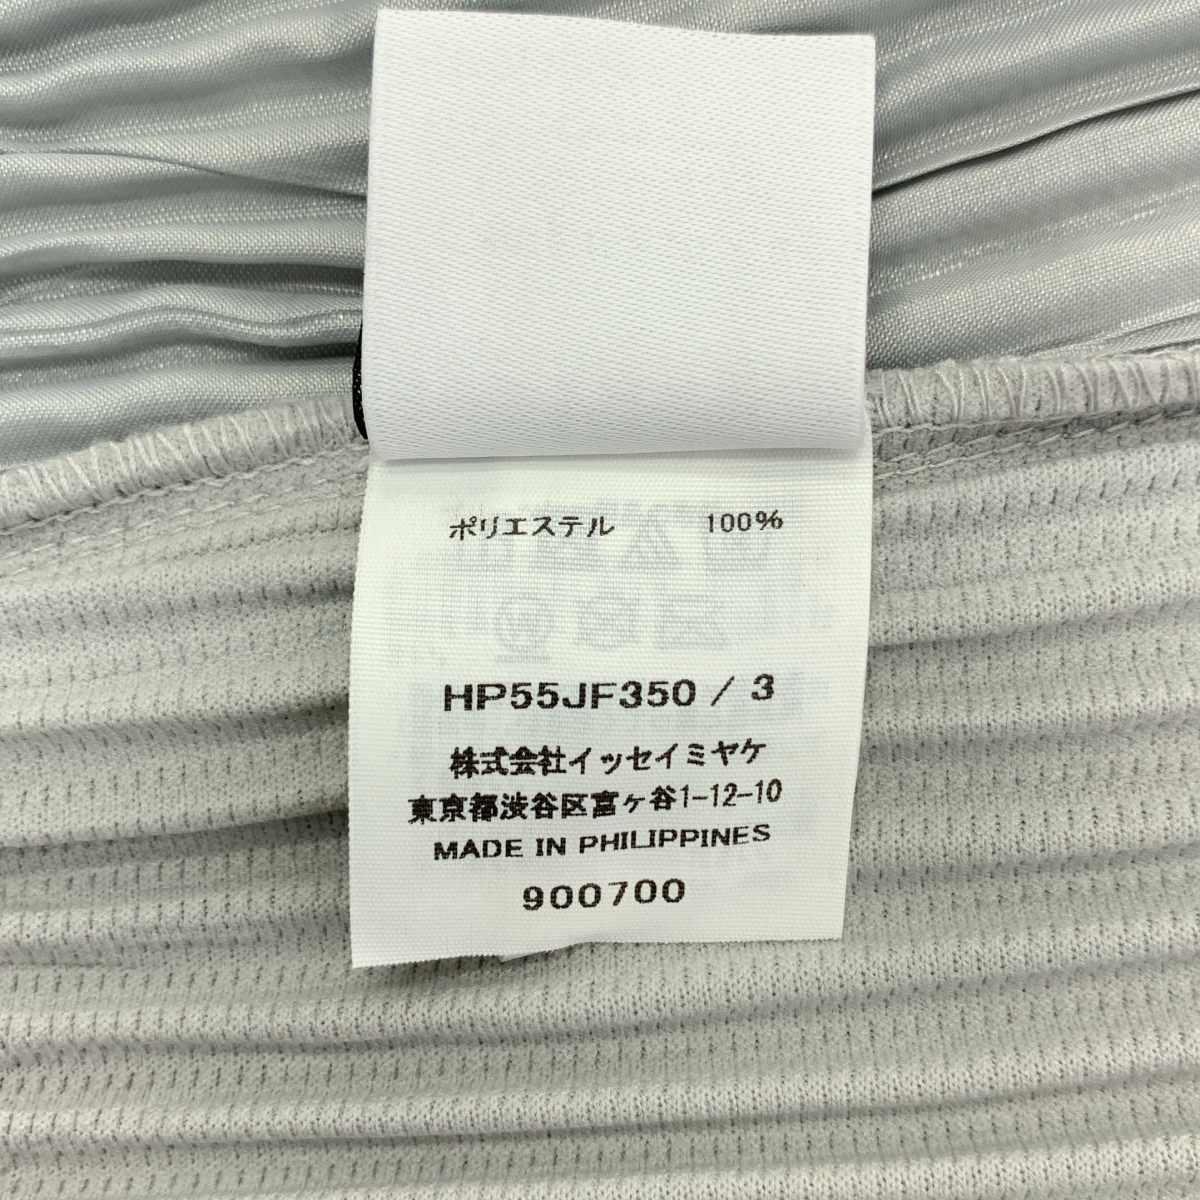 ポリエステル 100%
HP55JF350 / 3
株式会社イッセイミヤケ
東京都渋谷区富ヶ谷1-12-10
MADE IN PHILIPPINES
900700